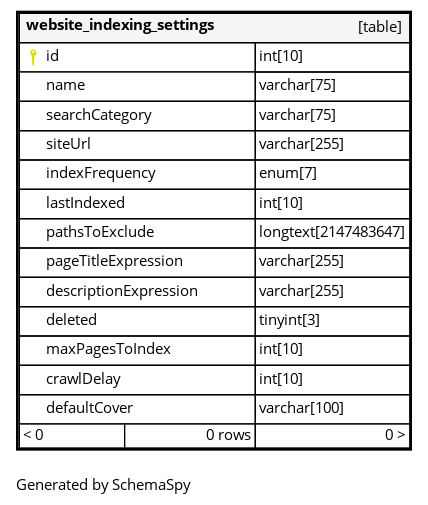 website_indexing_settings [table]
id int[10]
name varchar[75]
searchCategory varchar[75]
siteUrl varchar[255]
indexFrequency enum[7]
lastIndexed int[10]
pathsToExclude longtext[2147483647]
pageTitleExpression varchar[255]
descriptionExpression varchar[255]
deleted tinyint[3]
maxPagesToIndex int[10]
crawlDelay int[10]
defaultCover varchar[100]
< 0 0 rows 0 >
Generated by SchemaSpy